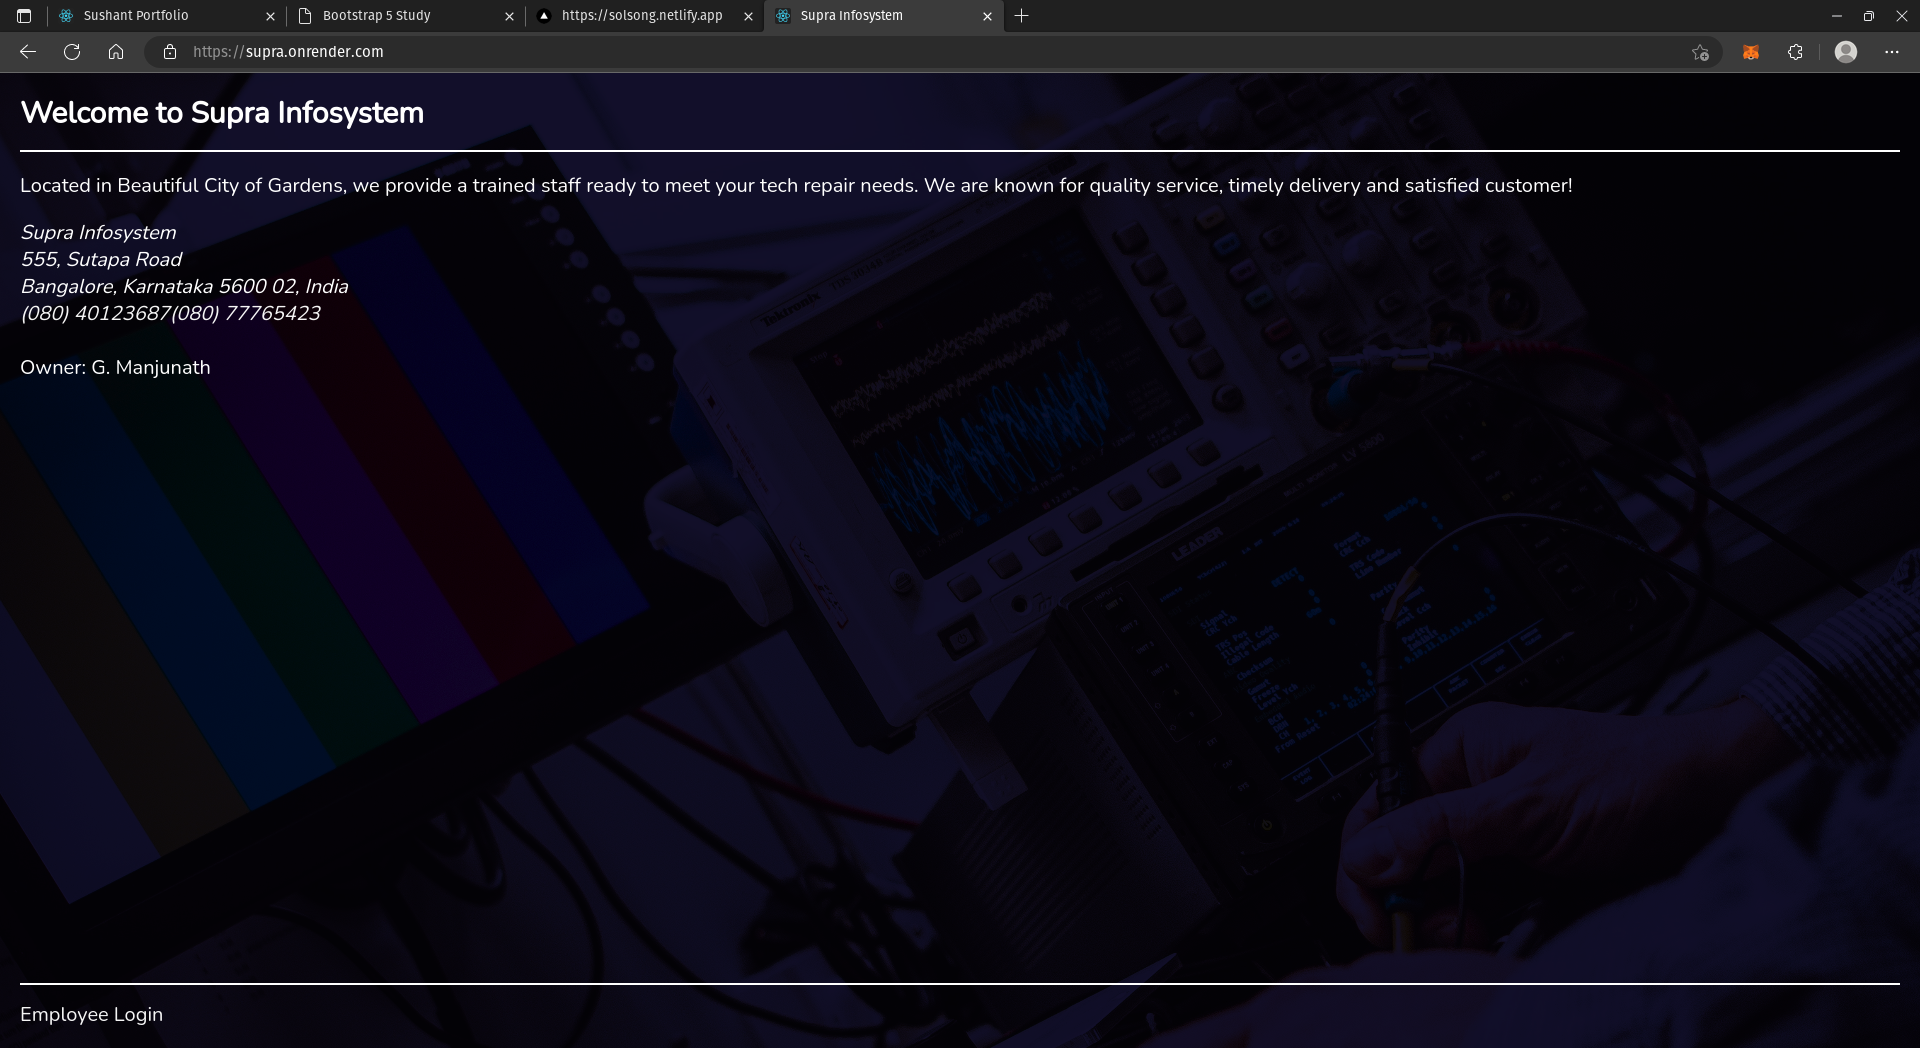 Sushant Portfolio
Bootstrap 5 Study
https://solsong.netlify.app
Supra Infosystem
https://supra.onrender.com
Welcome to Supra Infosystem
Located in Beautiful City of Gardens, we provide a trained staff ready to meet your tech repair needs. We are known for quality service, timely delivery and satisfied customer!
Supra Infosystem
555, Sutapa Road
Bangalore, Karnataka 5600 02, India
(080) 40123687(080) 77765423
Owner: G. Manjunath
Tektronix
LEADER
Employee Login